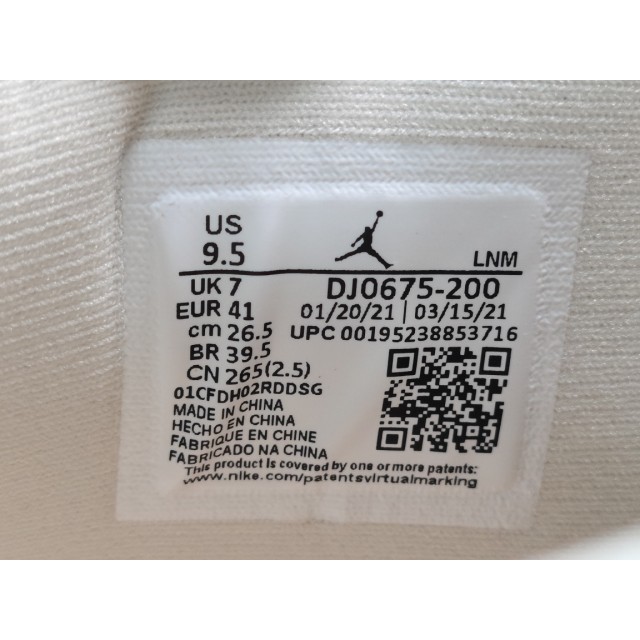 US
9.5
LNM
UK 7
DJ0675-200
EUR 41
01/20/21 | 03/15/21
cm 26.5
UPC 00195238853716
BR 39.5
CN 265(2.5)
01CFDH02RDDSG
MADE IN CHINA
HECHO EN CHINA
FABRIQUE EN CHINE
FABRICADO NA CHINA
This product is covered by one or more patents:
www.nike.com/patentsvirtualmarking